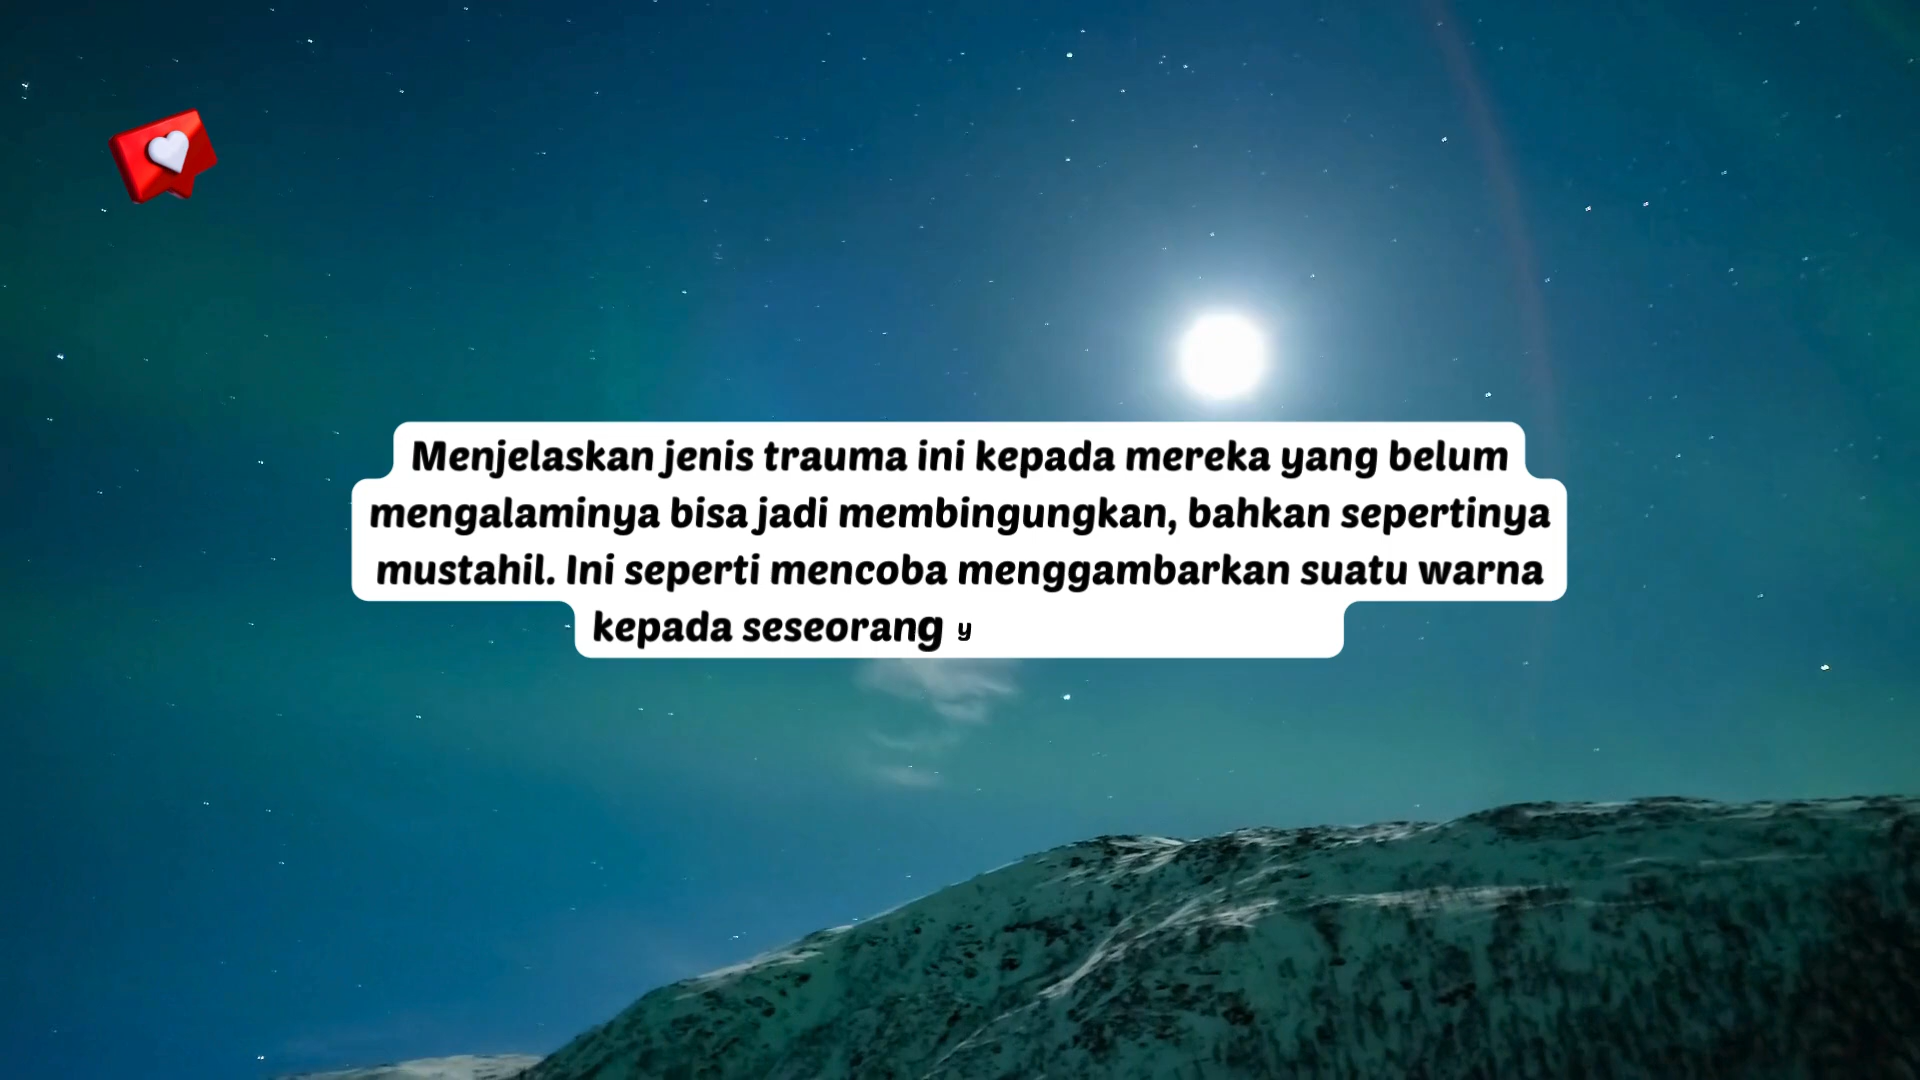 Menjelaskan jenis trauma ini kepada mereka yang belum
mengalaminya bisa jadi membingungkan, bahkan sepertinya
mustahil. Ini seperti mencoba menggambarkan suatu warna
kepada seseorang y